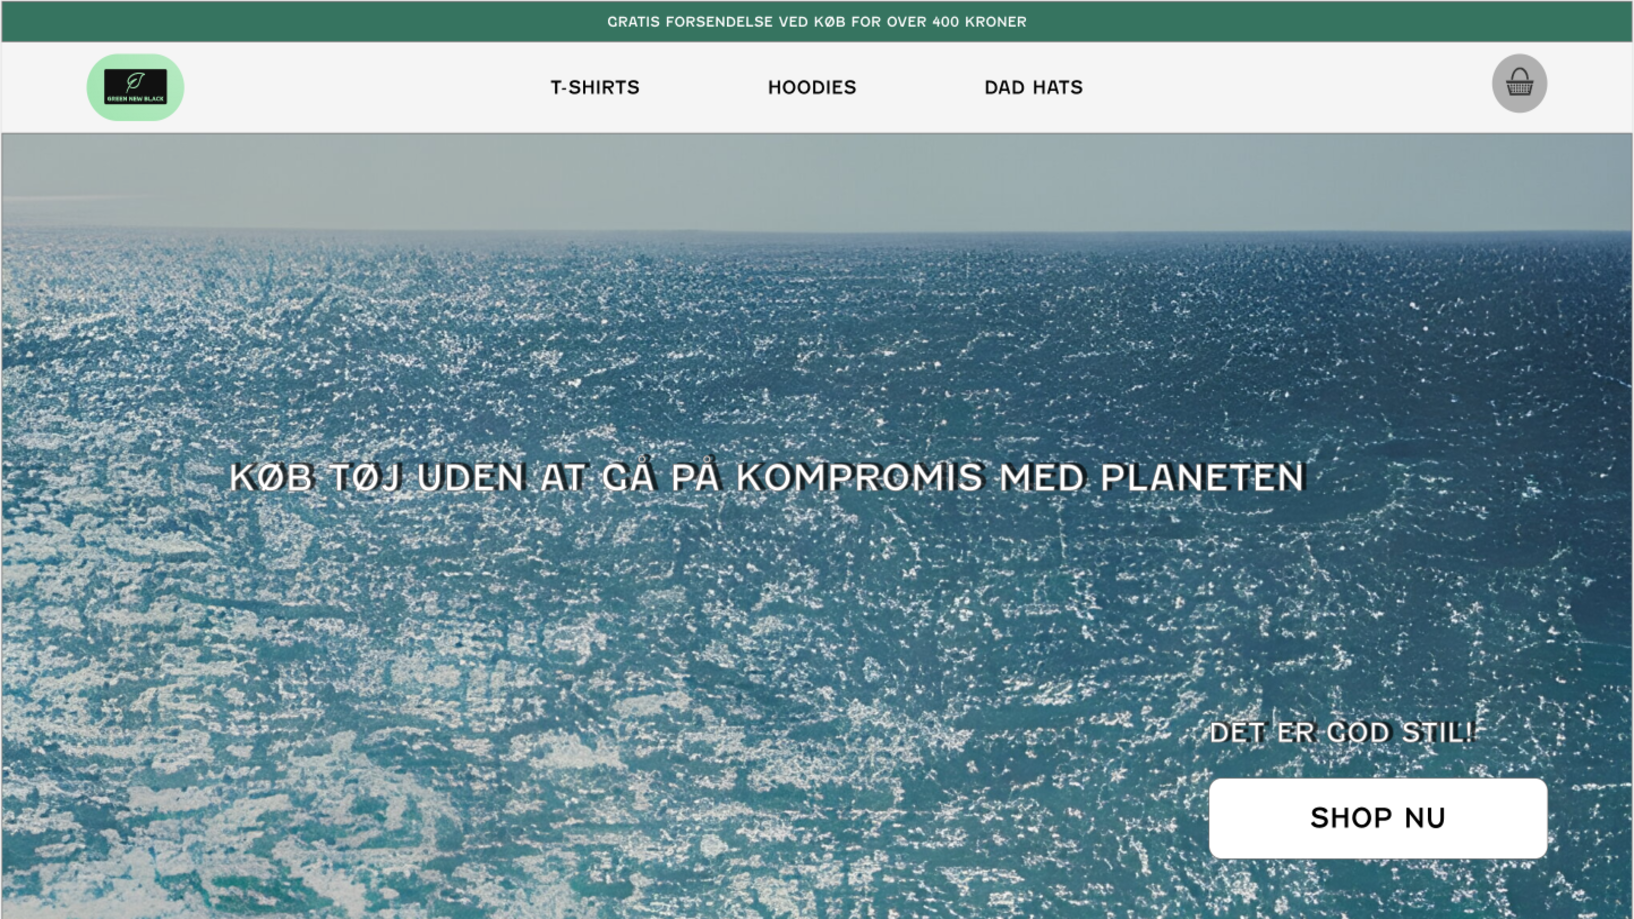 GRATIS FORSENDELSE VED KØB FOR OVER 400 KRONER
GREEN NEW BLACK
T-SHIRTS
HOODIES
DAD HATS
KØB TØJ UDEN AT GÅ PÅ KOMPROMIS MED PLANETEN
DET ER GOD STIL!
SHOP NU